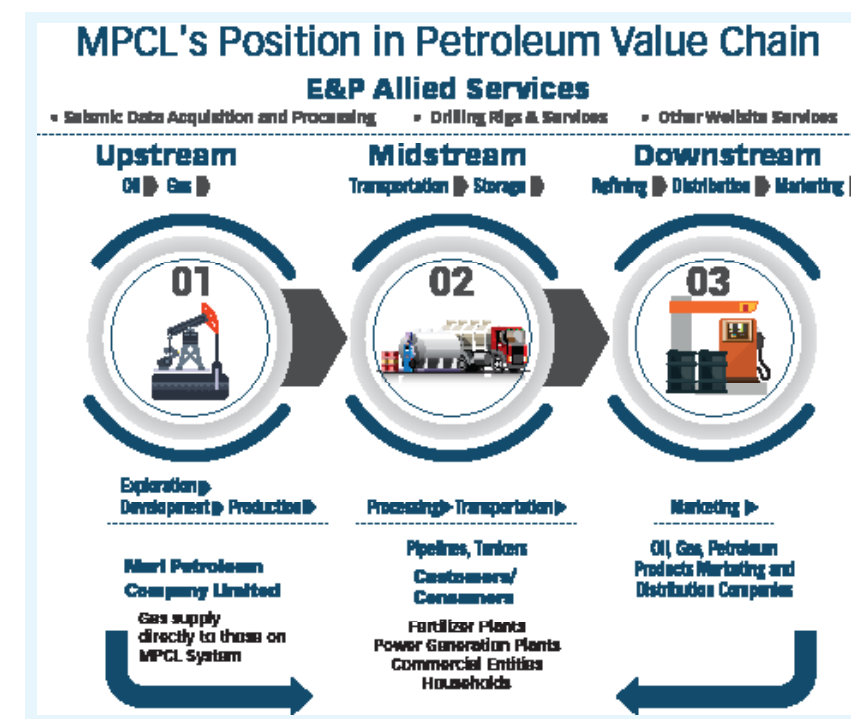 MPCL's Position in Petroleum Value Chain
E&P Allied Services
• Seismic Data Acquisition and Processing • Drilling Rigs & Services • Other Wellsite Services
Upstream
Oil Gas
Midstream
Transportation Storage
Downstream
Refining Distribution Marketing
01
02
03
Exploration
Development Production
Processing Transportation
Marketing
Mari Petroleum
Company Limited
Gas supply
directly to those on
MPCL System
Pipelines, Tankers
Customers/
Consumers
Fertilizer Plants
Power Generation Plants
Commercial Entities
Households
Oil, Gas, Petroleum
Products Marketing and
Distribution Companies